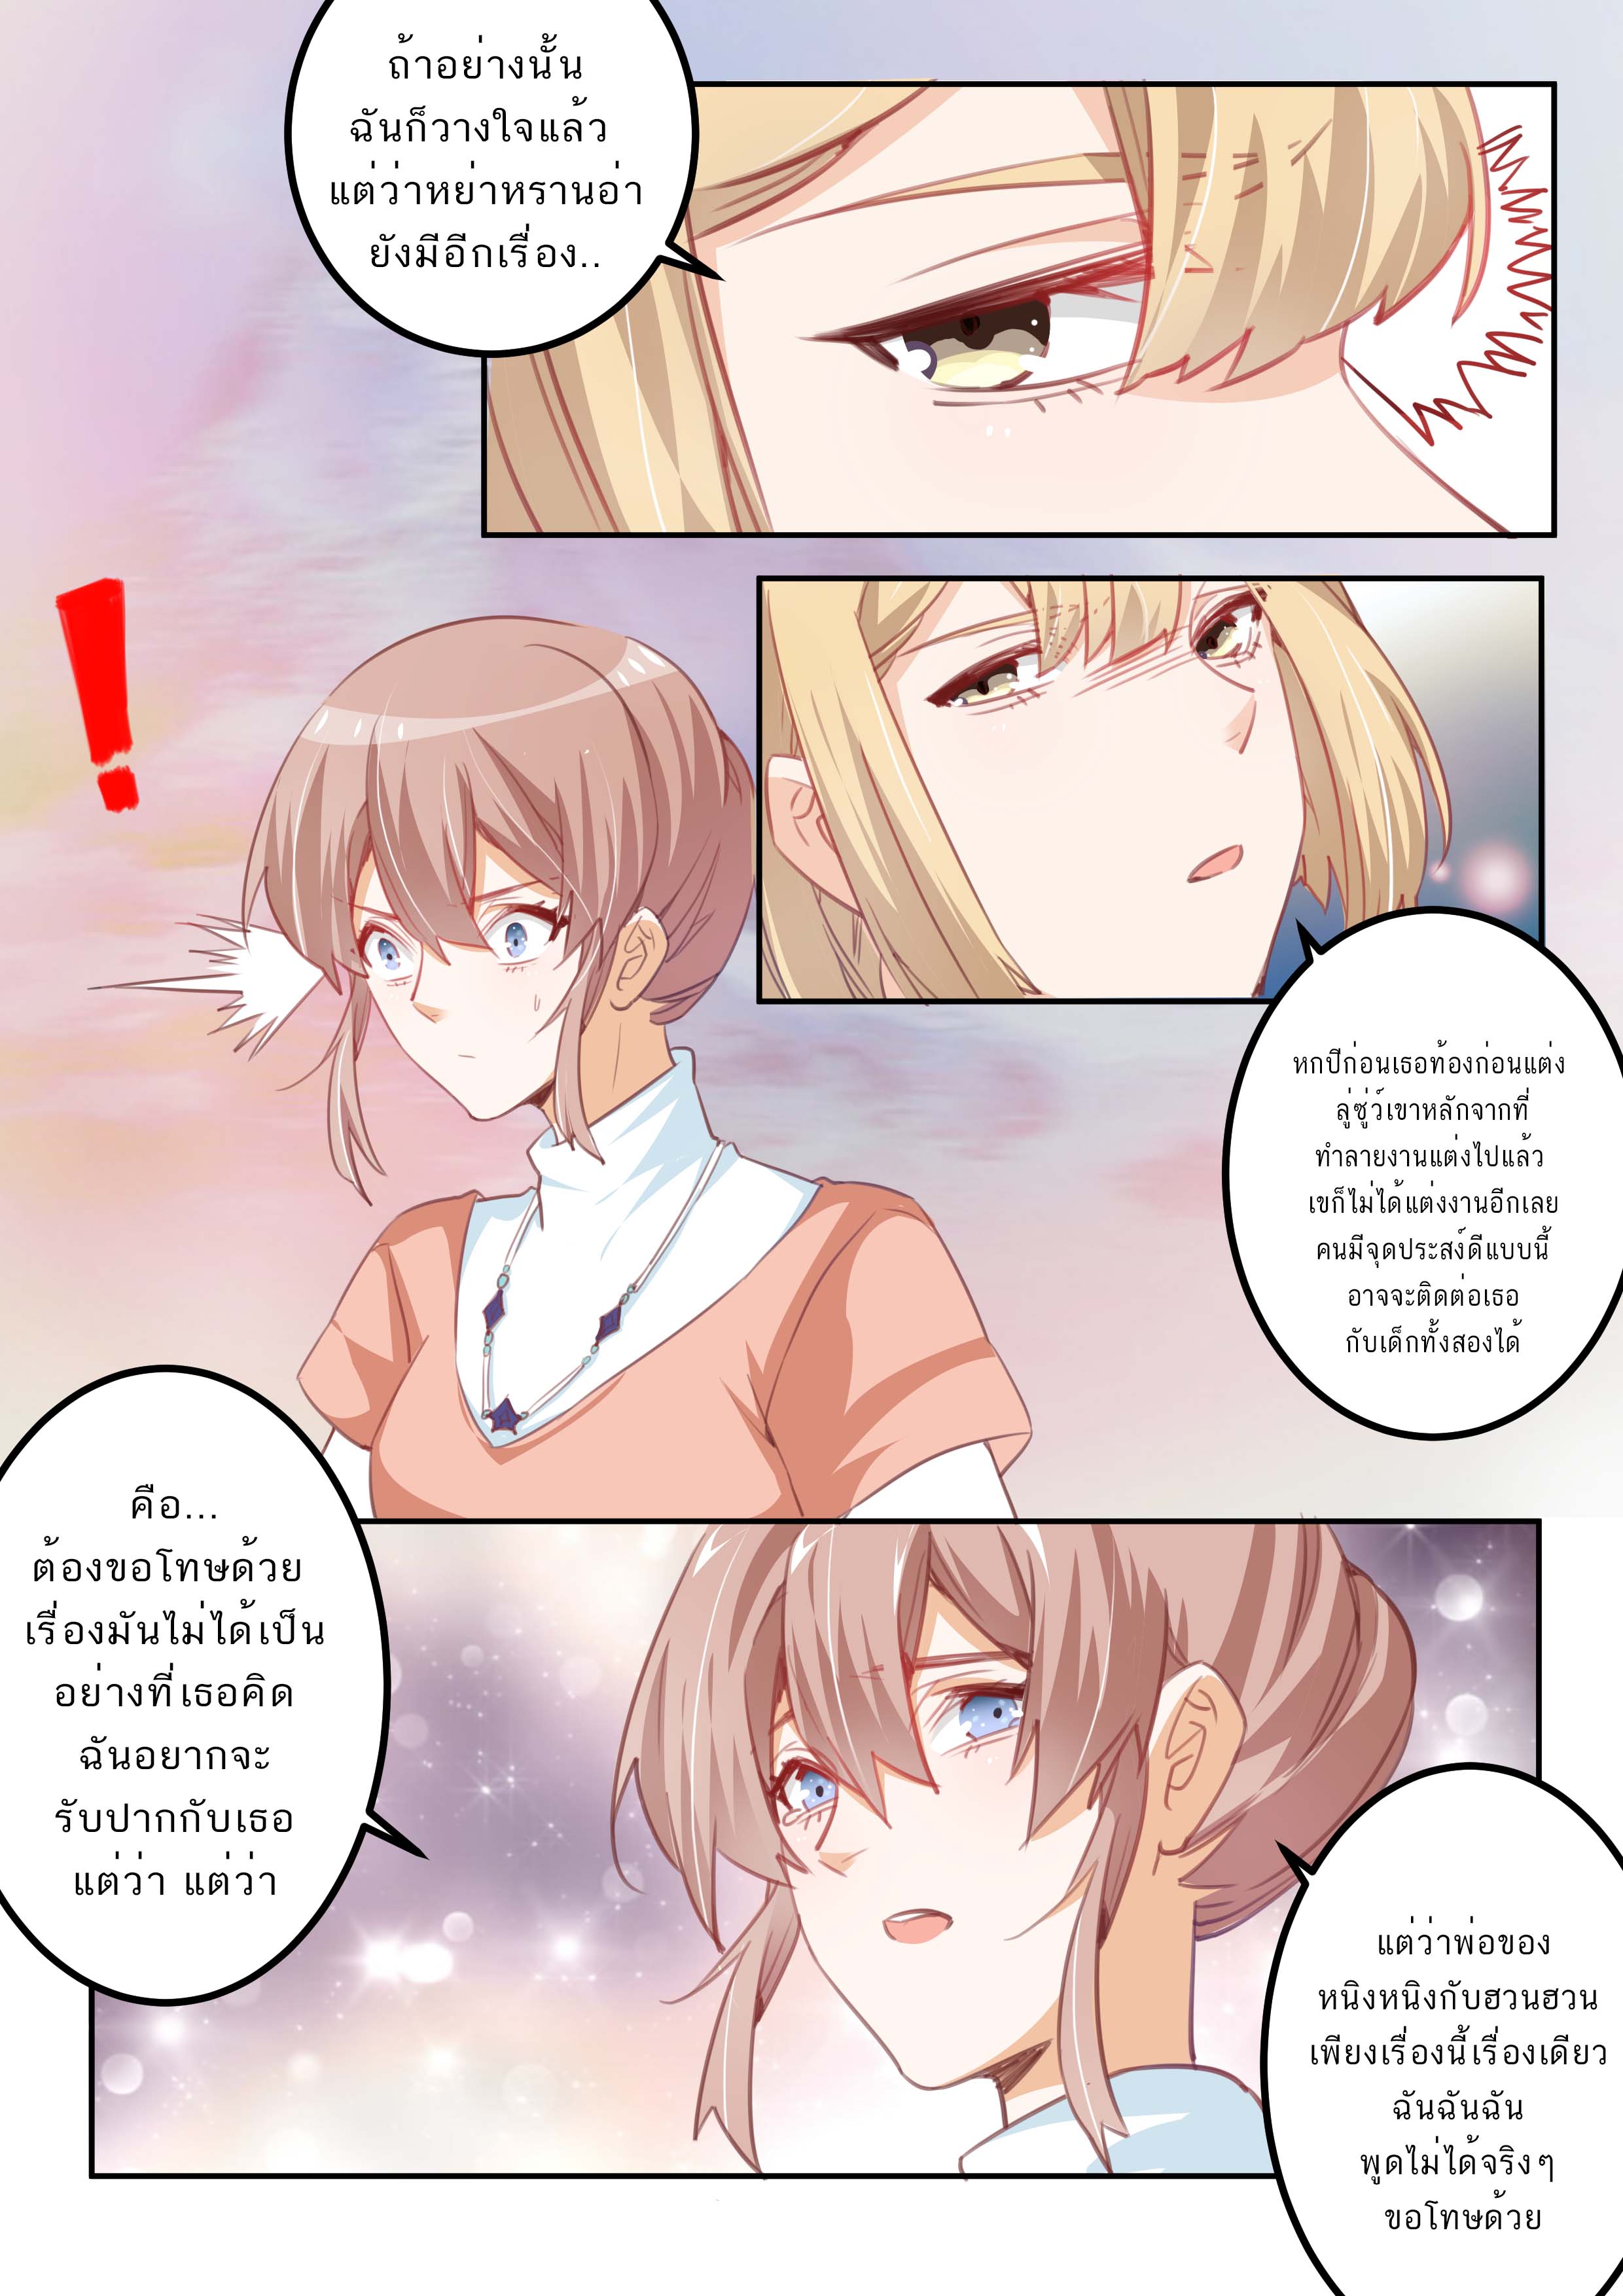 ถ้าอย่างนั้น
ฉันก็วางใจแล้ว
แต่ว่าหย่าหรานอ่า
ยังมีอีกเรื่อง..
หกปีก่อนเธอท้องก่อนแต่ง
ลู่ซู่ว์เขาหลักจากที่
ทำลายงานแต่งไปแล้ว
เขก็ไม่ได้แต่งงานอีกเลย
คนมีจุดประสง์ดีแบบนี้
อาจจะติดต่อเธอ
กับเด็กทั้งสองได้
คือ...
ต้องขอโทษด้วย
เรื่องมันไม่ได้เป็น
อย่างที่เธอคิด
ฉันอยากจะ
รับปากกับเธอ
แต่ว่า แต่ว่า
แต่ว่าพ่อของ
หนิงหนิงกับฮวนฮวน
เพียงเรื่องนี้เรื่องเดียว
ฉันฉันฉัน
พูดไม่ได้จริงๆ
ขอโทษด้วย